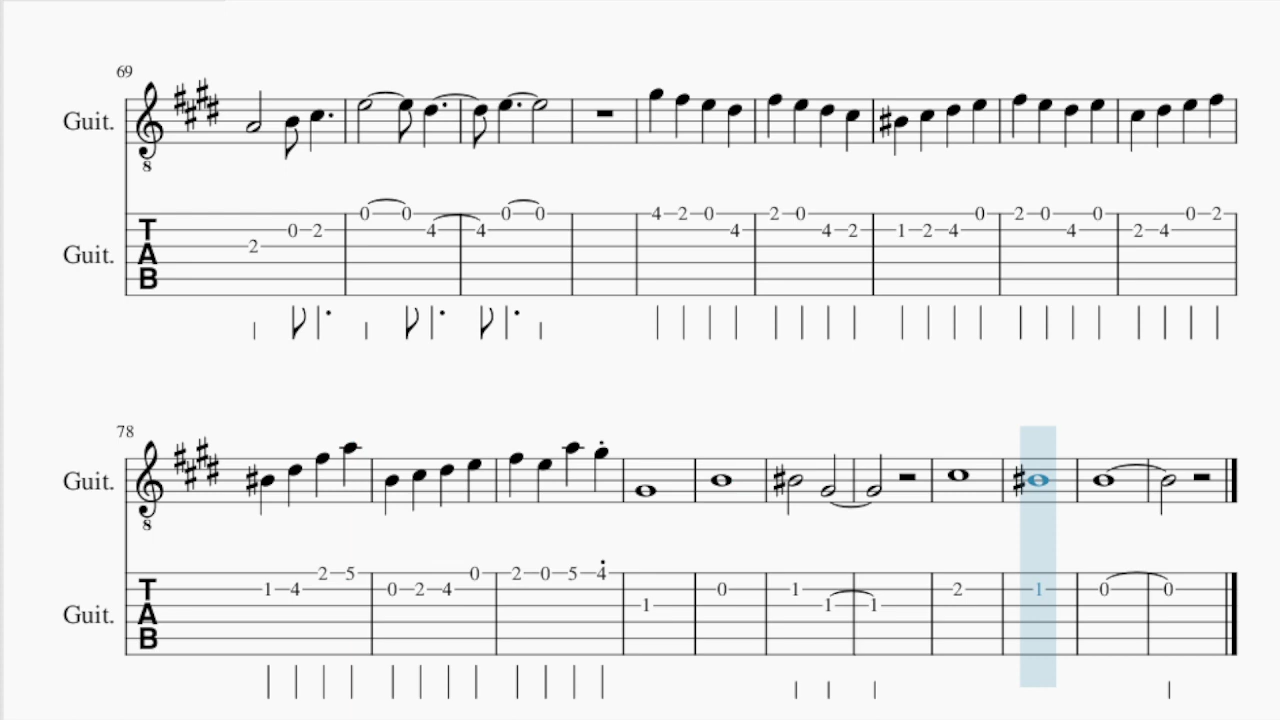 69
Guit.
8
0 0 0 0 0 4 2 0 2 0 0 2 0 0 0 2
T 0 2 4 4 4 4 2 1 2 4 4 2 4
Guit. A 2
B
78
Guit.
8
2 5 0 2 0 5 4
T 1 4 0 2 4 0 1 2 1 0 0
Guit. A 1 1 1
B